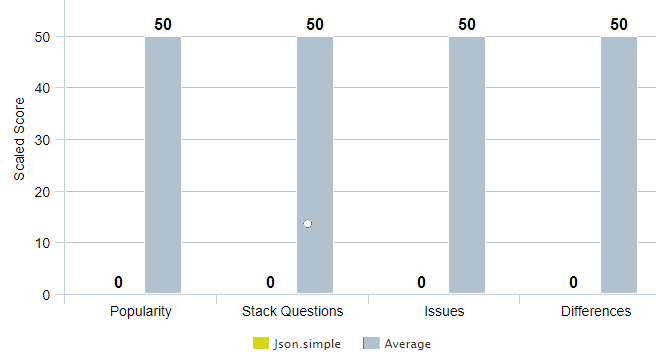 50 50 50 50
50
40
30
20
10
0
Scaled Score
0 0 0 0
Popularity Stack Questions Issues Differences
Json.simple Average